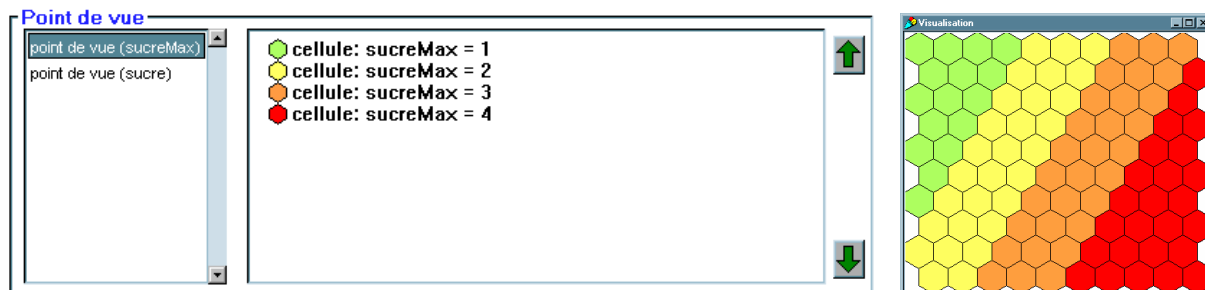 Point de vue
point de vue (sucreMax)
point de vue (sucre)
cellule: sucreMax = 1
cellule: sucreMax = 2
cellule: sucreMax = 3
cellule: sucreMax = 4
Visualisation